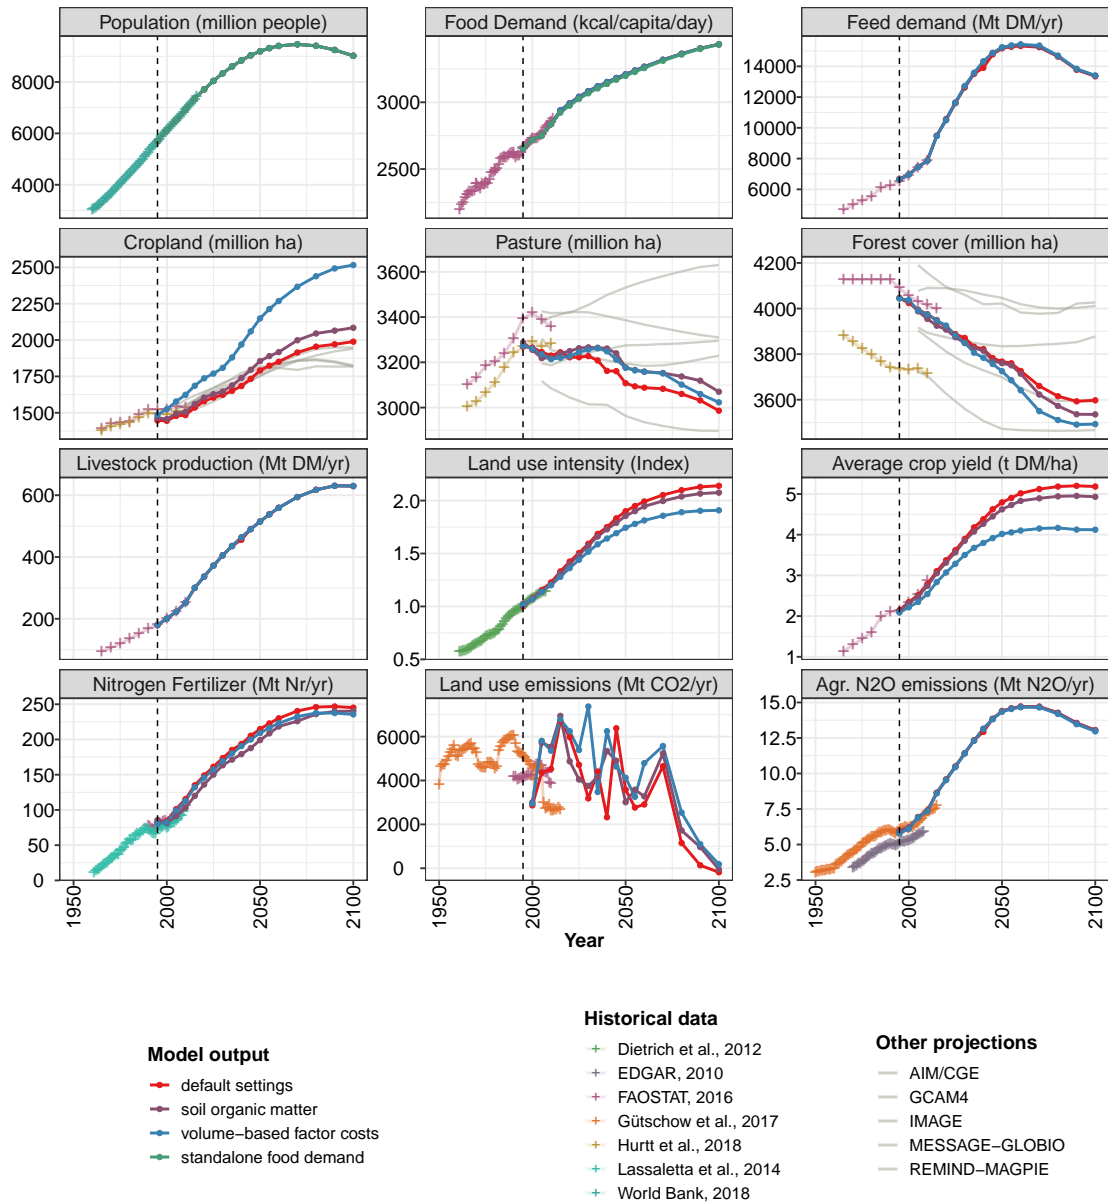 Population (million people)
Food Demand (kcal/capita/day)
Feed demand (Mt DM/yr)
8000
6000
4000
3000
2500
14000
12000
10000
8000
6000
Cropland (million ha)
Pasture (million ha)
Forest cover (million ha)
2500
2250
2000
1750
1500
3600
3400
3200
3000
4200
4000
3800
3600
Livestock production (Mt DM/yr)
Land use intensity (Index)
Average crop yield (t DM/ha)
600
400
200
2.0
1.5
1.0
0.5
5
4
3
2
1
Nitrogen Fertilizer (Mt Nr/yr)
Land use emissions (Mt CO2/yr)
Agr. N2O emissions (Mt N2O/yr)
250
200
150
100
50
0
6000
4000
2000
0
15.0
12.5
10.0
7.5
5.0
2.5
1950
2000
2050
2100
1950
2000
2050
2100
1950
2000
2050
2100
Year
Model output
default settings
soil organic matter
volume−based factor costs
standalone food demand
Historical data
Dietrich et al., 2012
EDGAR, 2010
FAOSTAT, 2016
Gütschow et al., 2017
Hurtt et al., 2018
Lassaletta et al., 2014
World Bank, 2018
Other projections
AIM/CGE
GCAM4
IMAGE
MESSAGE−GLOBIO
REMIND−MAGPIE